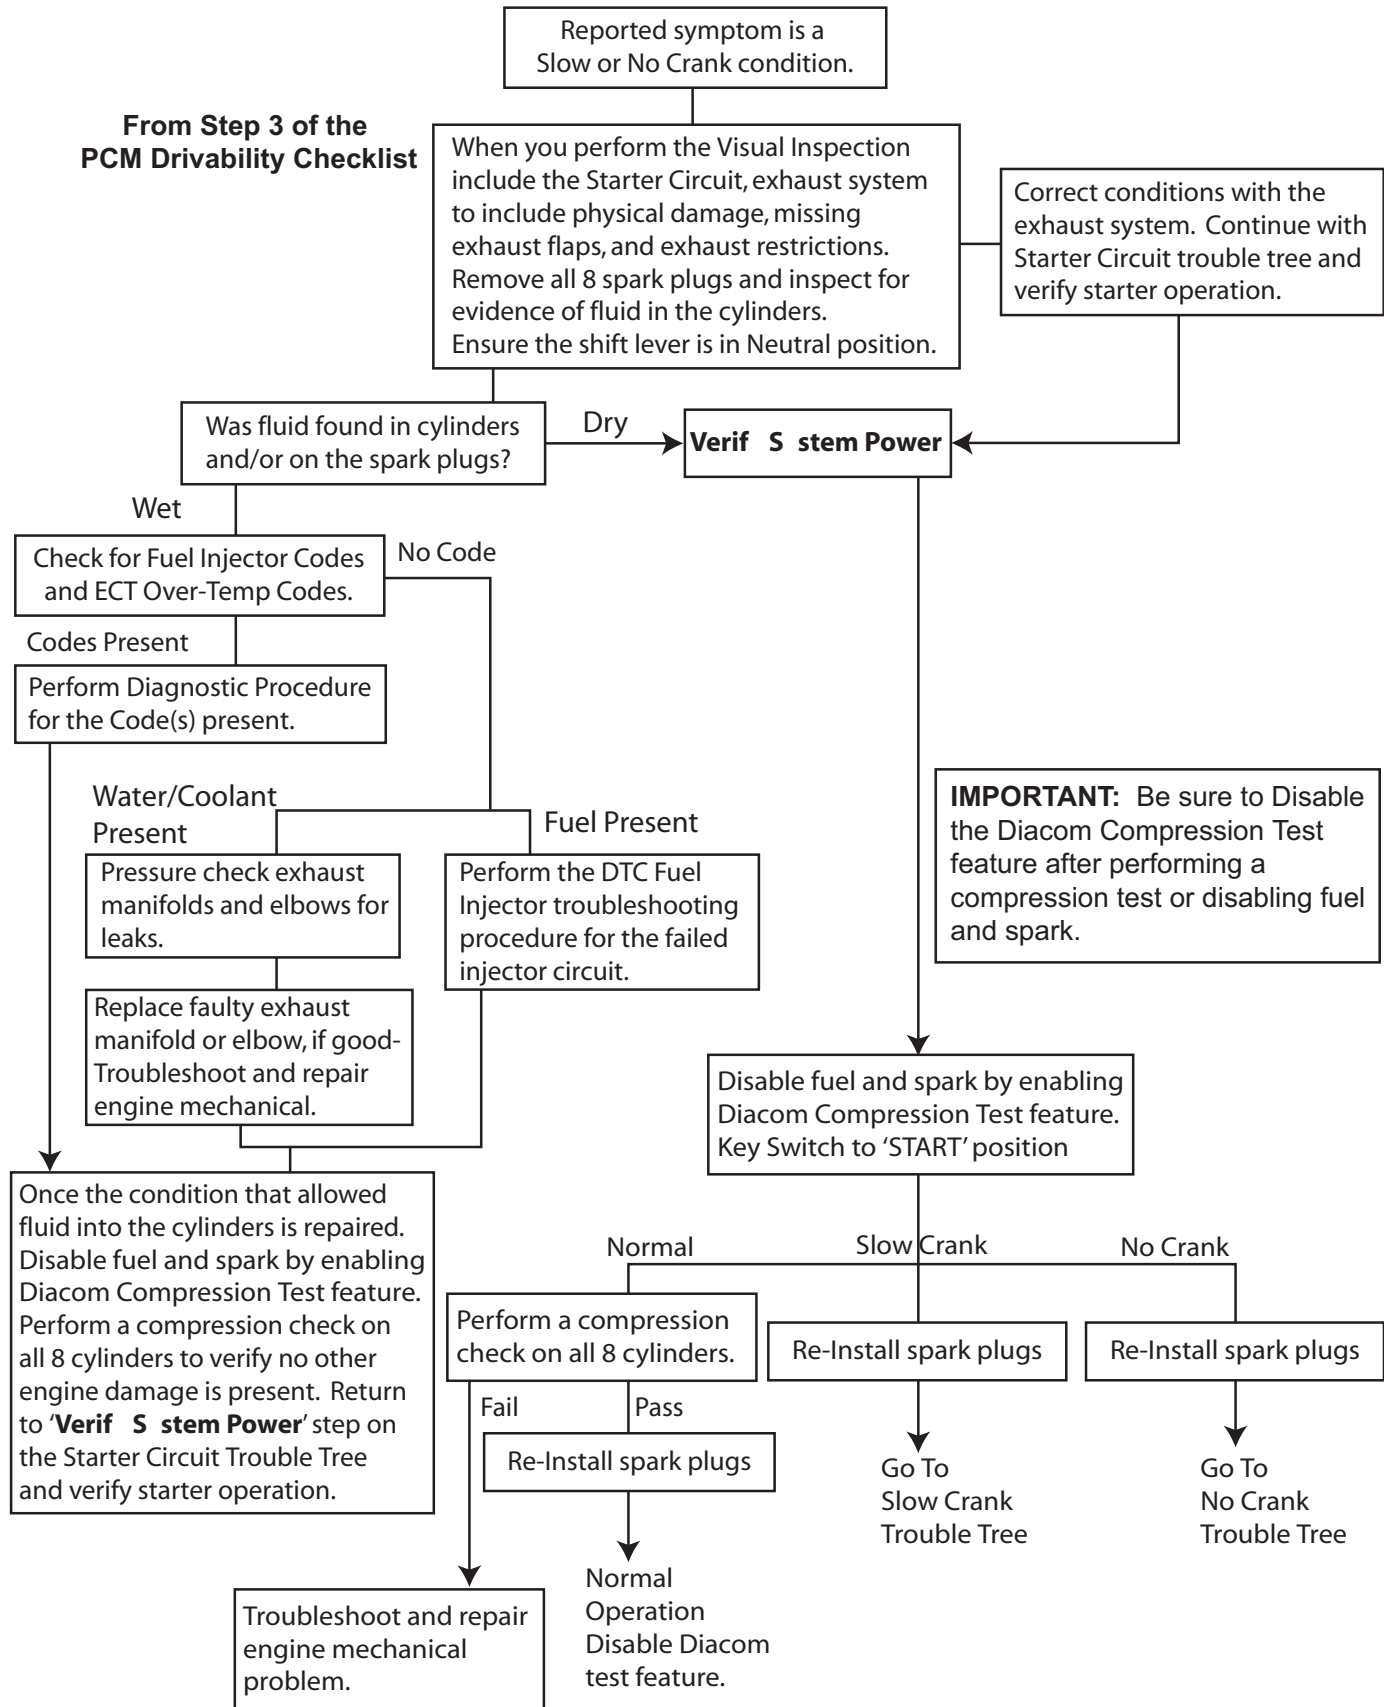 Reported symptom is a
Slow or No Crank condition.
From Step 3 of the
PCM Drivability Checklist
When you perform the Visual Inspection
include the Starter Circuit, exhaust system
to include physical damage, missing
exhaust flaps, and exhaust restrictions.
Remove all 8 spark plugs and inspect for
evidence of fluid in the cylinders.
Ensure the shift lever is in Neutral position.
Correct conditions with the
exhaust system. Continue with
Starter Circuit trouble tree and
verify starter operation.
Was fluid found in cylinders
and/or on the spark plugs?
Dry
Verif S stem Power
Wet
Check for Fuel Injector Codes
and ECT Over-Temp Codes.
No Code
Codes Present
Perform Diagnostic Procedure
for the Code(s) present.
Water/Coolant
Present
Fuel Present
Pressure check exhaust
manifolds and elbows for
leaks.
Perform the DTC Fuel
Injector troubleshooting
procedure for the failed
injector circuit.
IMPORTANT: Be sure to Disable
the Diacom Compression Test
feature after performing a
compression test or disabling fuel
and spark.
Replace faulty exhaust
manifold or elbow, if good-
Troubleshoot and repair
engine mechanical.
Disable fuel and spark by enabling
Diacom Compression Test feature.
Key Switch to ‘START’ position
Once the condition that allowed
fluid into the cylinders is repaired.
Disable fuel and spark by enabling
Diacom Compression Test feature.
Perform a compression check on
all 8 cylinders to verify no other
engine damage is present. Return
to ‘Verif S stem Power’ step on
the Starter Circuit Trouble Tree
and verify starter operation.
Normal
Slow Crank
No Crank
Perform a compression
check on all 8 cylinders.
Re-Install spark plugs
Re-Install spark plugs
Fail
Pass
Re-Install spark plugs
Go To
Slow Crank
Trouble Tree
Go To
No Crank
Trouble Tree
Normal
Operation
Disable Diacom
test feature.
Troubleshoot and repair
engine mechanical
problem.